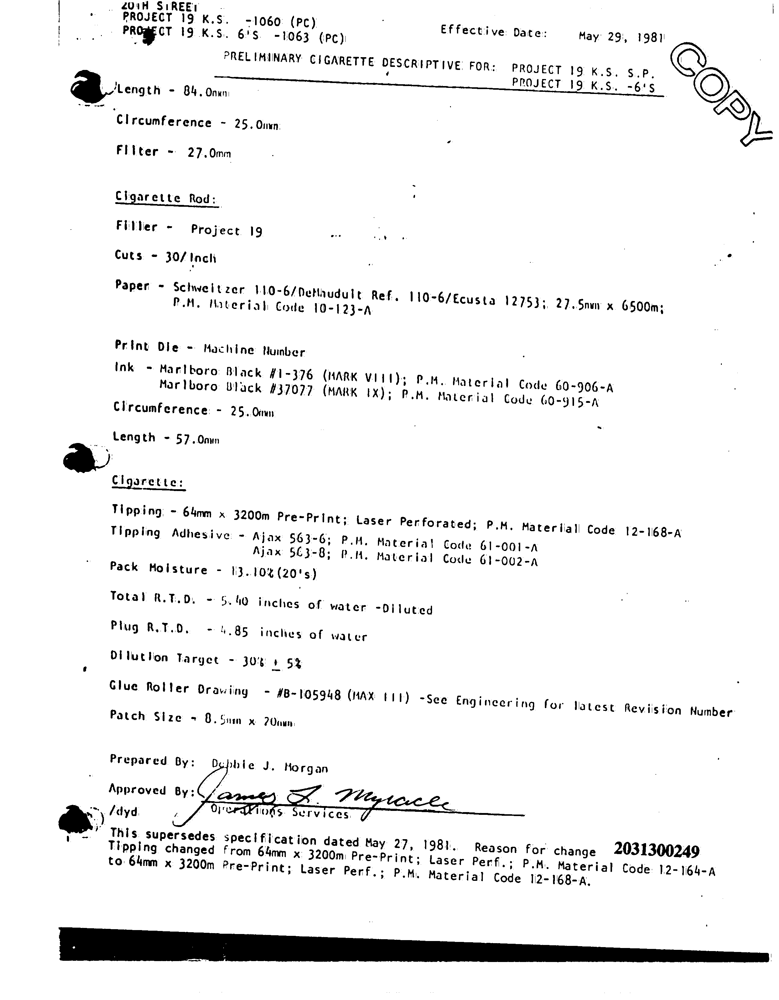 20TH STREET
PROJECT 19 K.S. -1060 (PC)
PROJECT 19 K.S. 6'S -1063 (PC)
Effective Date: May 29, 1981
PRELIMINARY CIGARETTE DESCRIPTIVE FOR: PROJECT 19 K.S. S.P.
PROJECT 19 K.S. -6'S
COPY
Length - 84.0mm
Circumference - 25.0mm
Filter - 27.0mm
Cigarette Rod:
Filler - Project 19
Cuts - 30/Inch
Paper - Schweitzer 110-6/DeMauduit Ref. 110-6/Ecusta 12753; 27.5mm x 6500m;
P.M. Material Code 10-123-A
Print Die - Machine Number
Ink - Marlboro Black #1-376 (MARK VIII); P.M. Material Code 60-906-A
Marlboro Black #37077 (MARK IX); P.M. Material Code 60-915-A
Circumference - 25.0mm
Length - 57.0mm
Cigarette:
Tipping - 64mm x 3200m Pre-Print; Laser Perforated; P.M. Material Code 12-168-A
Tipping Adhesive - Ajax 563-6; P.M. Material Code 61-001-A
Ajax 563-8; P.M. Material Code 61-002-A
Pack Moisture - 13.10% (20's)
Total R.T.D. - 5.40 inches of water -Diluted
Plug R.T.D. - 4.85 inches of water
Dilution Target - 30% ± 5%
Glue Roller Drawing - #B-105948 (MAX III) -See Engineering for latest Revision Number
Patch Size - 8.5mm x 70mm
Prepared By: Debbie J. Morgan
Approved By: James L. Myracle
Operations Services
/dyd
This supersedes specification dated May 27, 1981. Reason for change 2031300249
Tipping changed from 64mm x 3200m Pre-Print; Laser Perf.; P.M. Material Code 12-164-A
to 64mm x 3200m Pre-Print; Laser Perf.; P.M. Material Code 12-168-A.